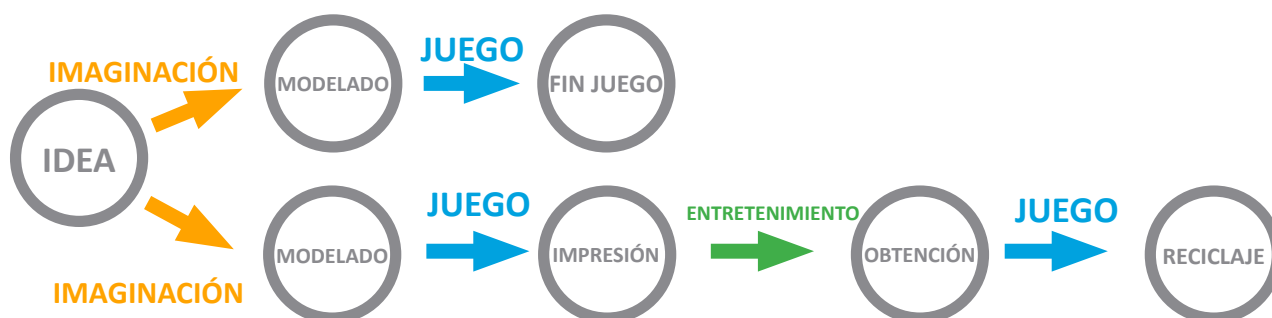 IMAGINACIÓN
MODELADO
JUEGO
FIN JUEGO
IDEA
IMAGINACIÓN
MODELADO
JUEGO
IMPRESIÓN
ENTRETENIMIENTO
OBTENCIÓN
JUEGO
RECICLAJE